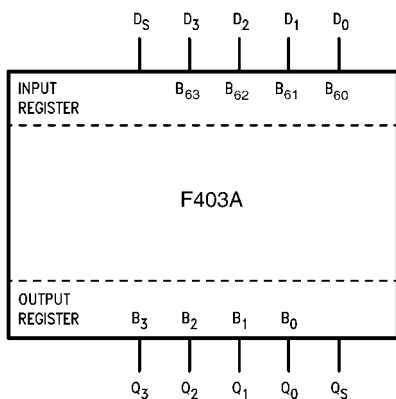 D_S D_3 D_2 D_1 D_0
INPUT
REGISTER
B_63 B_62 B_61 B_60
F403A
OUTPUT
REGISTER
B_3 B_2 B_1 B_0
Q_3 Q_2 Q_1 Q_0 Q_S